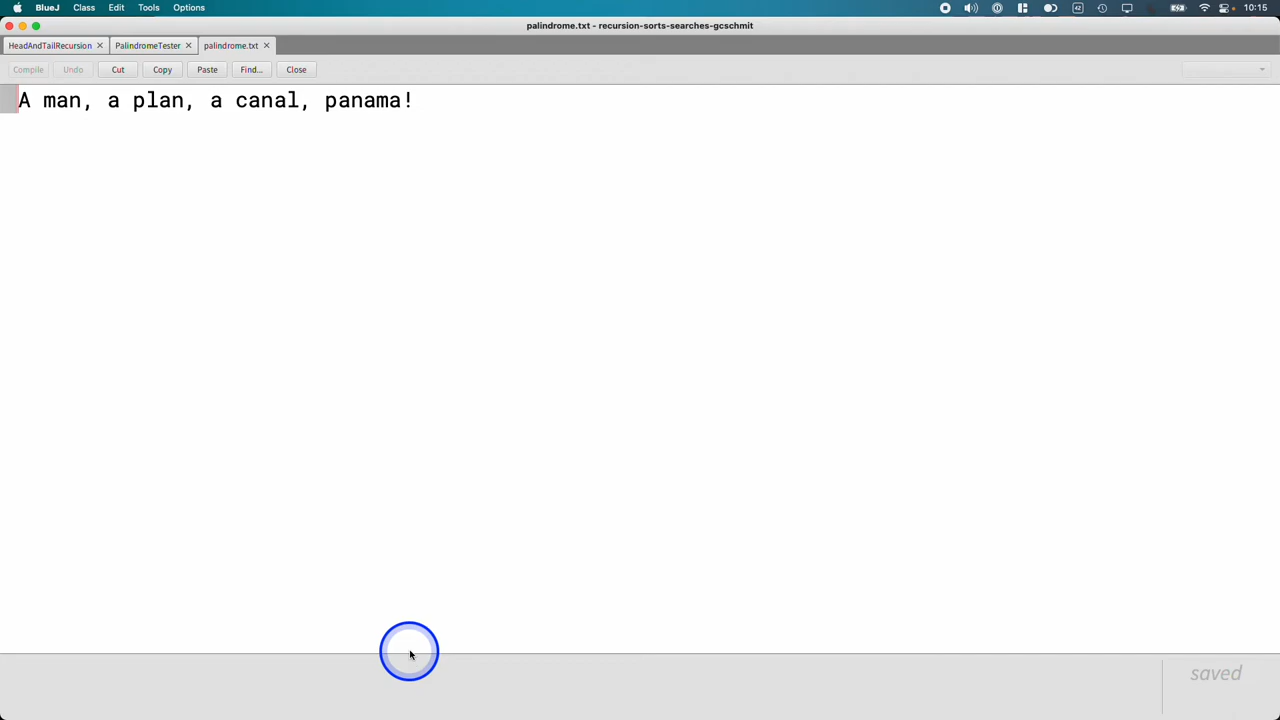 BlueJ Class Edit Tools Options 42 10:15
palindrome.txt - recursion-sorts-searches-gcschmit
HeadAndTailRecursion PalindromeTester palindrome.txt
Compile Undo Cut Copy Paste Find... Close
A man, a plan, a canal, panama!
saved